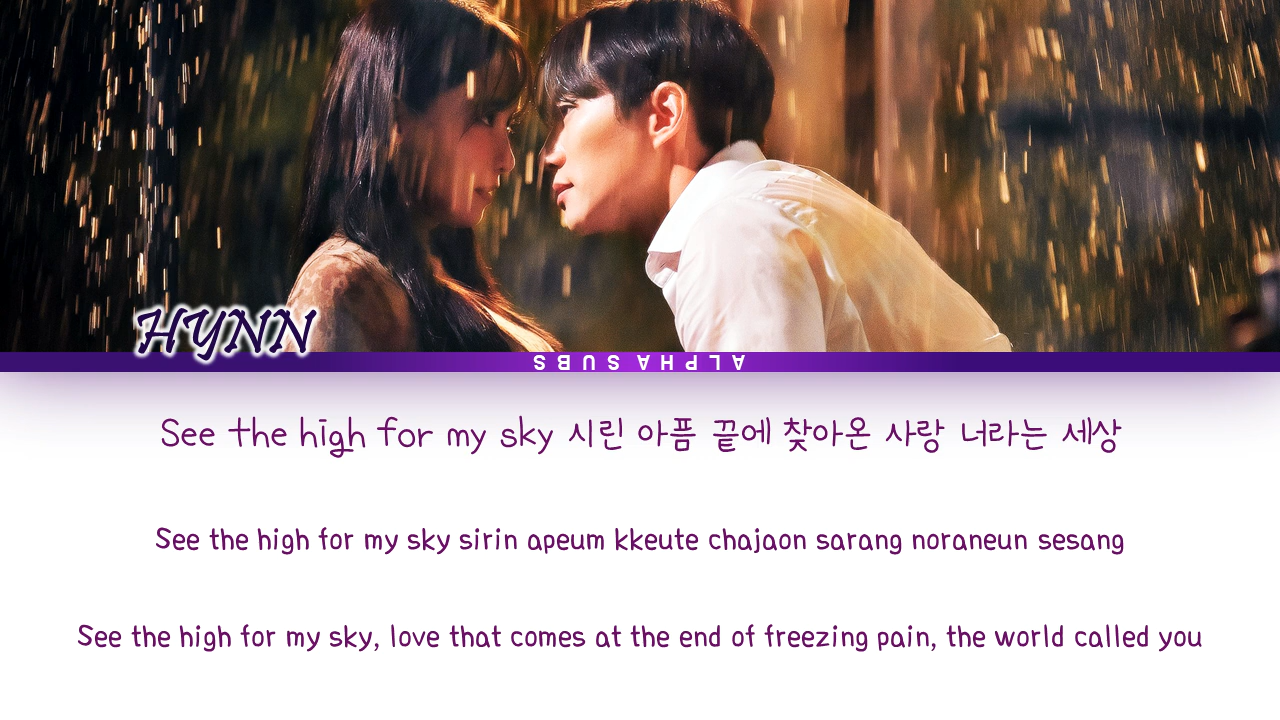 HYNN
ALPHA SUBS
See the high for my sky 시린 아픔 끝에 찾아온 사랑 너라는 세상
See the high for my sky sirin apeum kkeute chajaon sarang noraneun sesang
See the high for my sky, love that comes at the end of freezing pain, the world called you